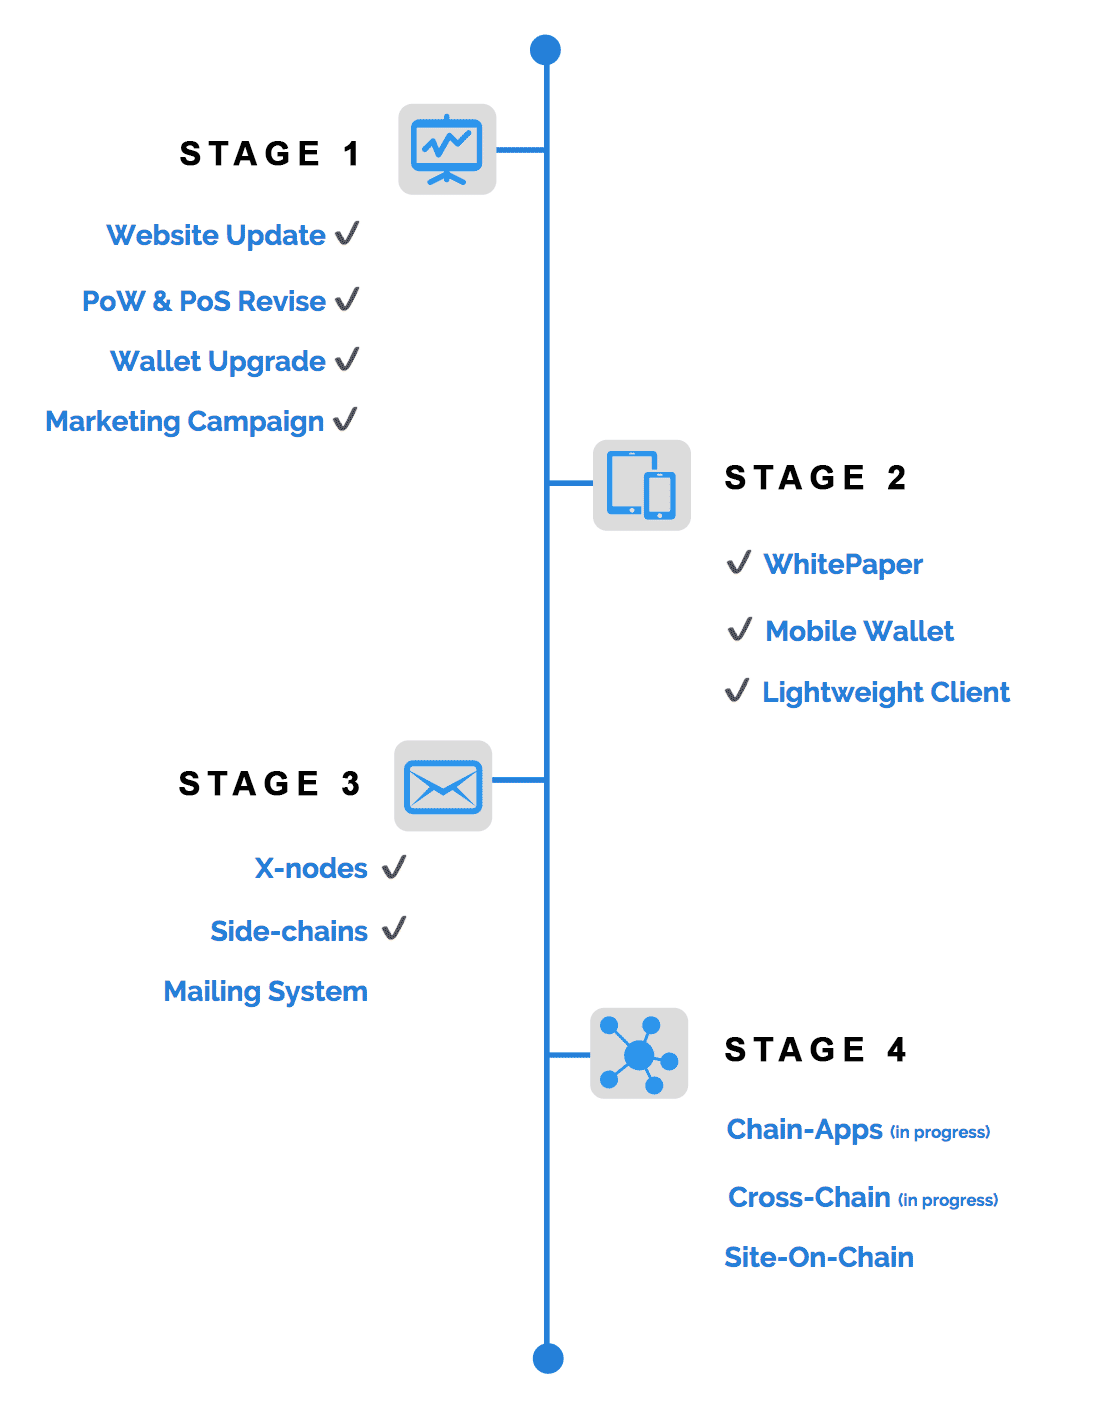 STAGE 1
Website Update ✔
PoW & PoS Revise ✔
Wallet Upgrade ✔
Marketing Campaign ✔
STAGE 2
✔ WhitePaper
✔ Mobile Wallet
✔ Lightweight Client
STAGE 3
X-nodes ✔
Side-chains ✔
Mailing System
STAGE 4
Chain-Apps (in progress)
Cross-Chain (in progress)
Site-On-Chain